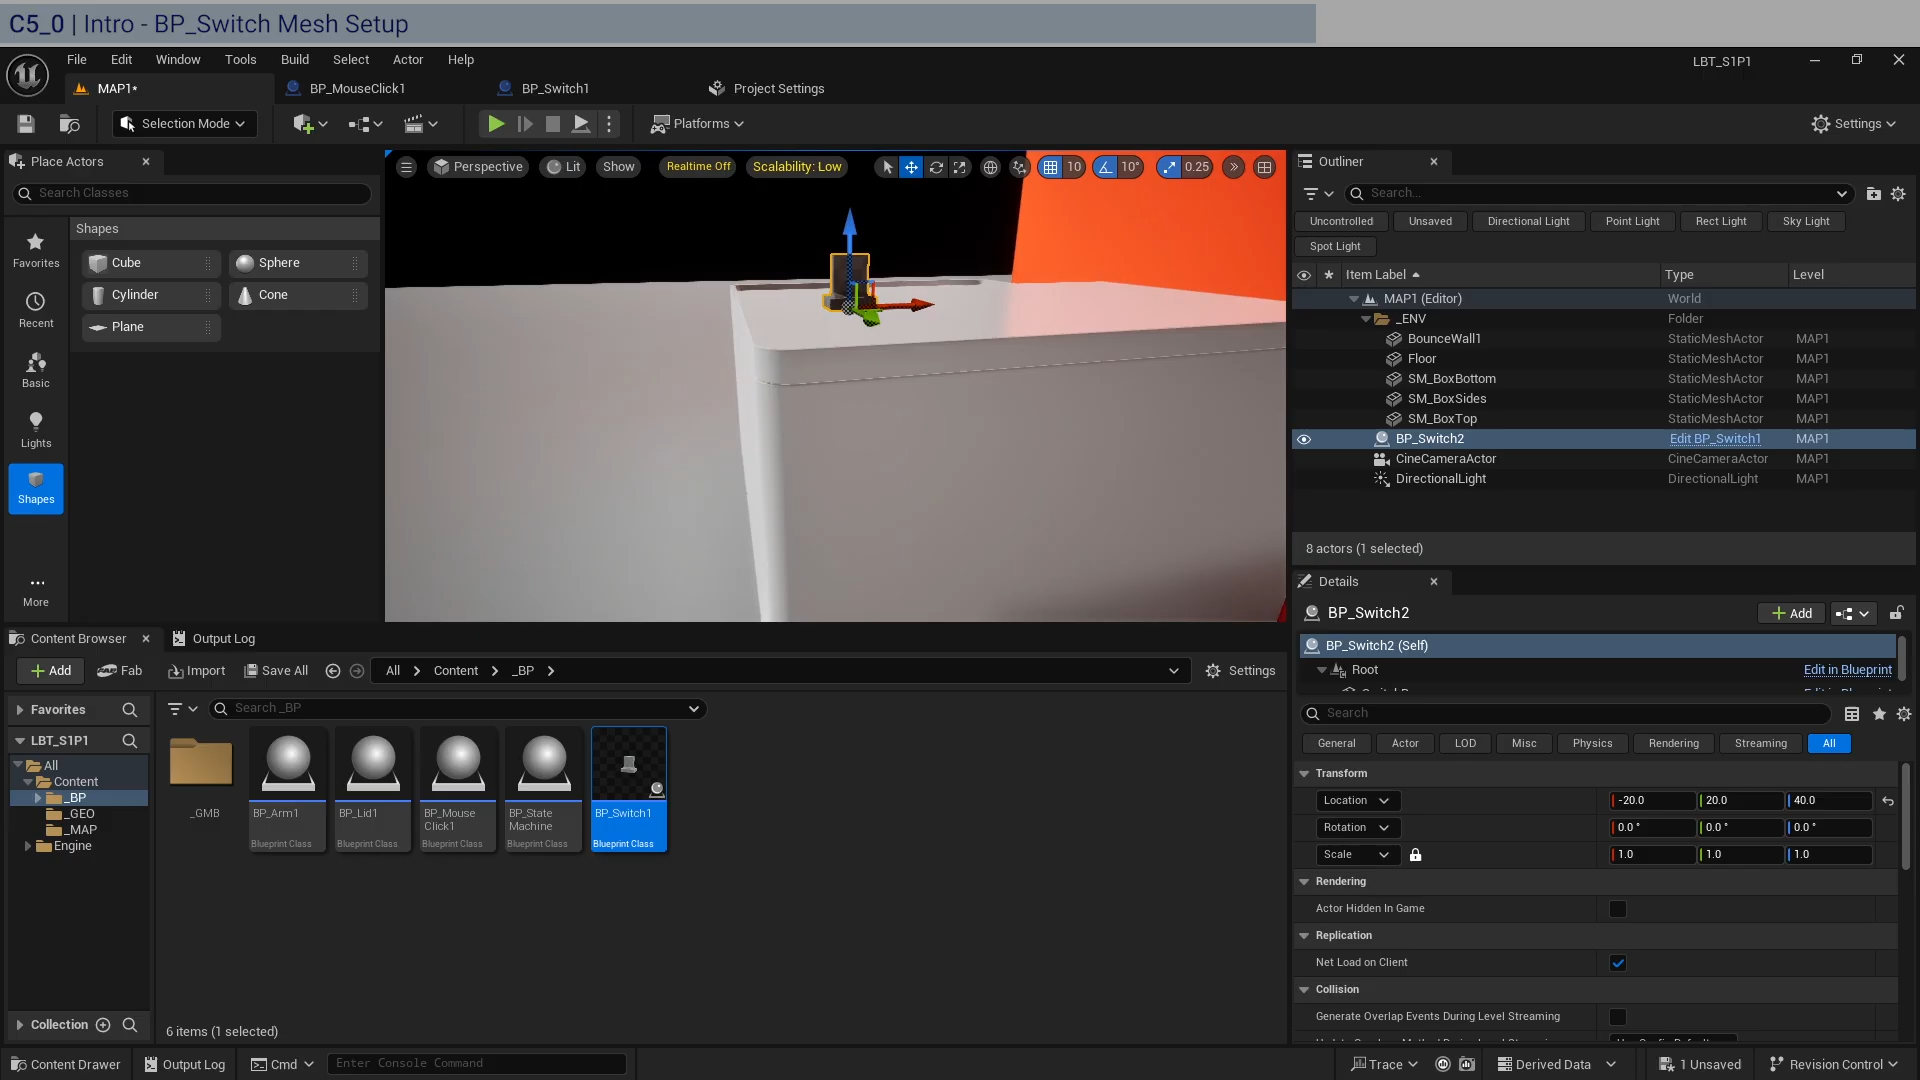 C5_0 | Intro - BP_Switch Mesh Setup
File Edit Window Tools Build Select Actor Help
LBT_S1P1
MAP1*
BP_MouseClick1
BP_Switch1
Project Settings
Selection Mode
Platforms
Settings
Place Actors
Search Classes
Shapes
Favorites
Recent
Basic
Lights
Shapes
More
Cube
Sphere
Cylinder
Cone
Plane
Perspective
Lit
Show
Realtime Off
Scalability: Low
10
10°
0.25
Outliner
Search...
Uncontrolled
Unsaved
Directional Light
Point Light
Rect Light
Sky Light
Spot Light
Item Label Type Level
MAP1 (Editor) World
_ENV Folder
BounceWall1 StaticMeshActor MAP1
Floor StaticMeshActor MAP1
SM_BoxBottom StaticMeshActor MAP1
SM_BoxSides StaticMeshActor MAP1
SM_BoxTop StaticMeshActor MAP1
BP_Switch2 Edit BP_Switch1 MAP1
CineCameraActor CineCameraActor MAP1
DirectionalLight DirectionalLight MAP1
8 actors (1 selected)
Details
BP_Switch2
Add
BP_Switch2 (Self)
Root Edit in Blueprint
Search
General
Actor
LOD
Misc
Physics
Rendering
Streaming
All
Transform
Location -20.0 20.0 40.0
Rotation 0.0 ° 0.0 ° 0.0 °
Scale 1.0 1.0 1.0
Rendering
Actor Hidden In Game
Replication
Net Load on Client
Collision
Generate Overlap Events During Level Streaming
Content Browser
Output Log
Add
Fab
Import
Save All
All
Content
_BP
Settings
Favorites
LBT_S1P1
All
Content
_BP
_GEO
_MAP
Engine
Collection
Search _BP
_GMB
BP_Arm1
Blueprint Class
BP_Lid1
Blueprint Class
BP_Mouse
Click1
Blueprint Class
BP_State
Machine
Blueprint Class
BP_Switch1
Blueprint Class
6 items (1 selected)
Content Drawer
Output Log
Cmd
Enter Console Command
Trace
Derived Data
1 Unsaved
Revision Control